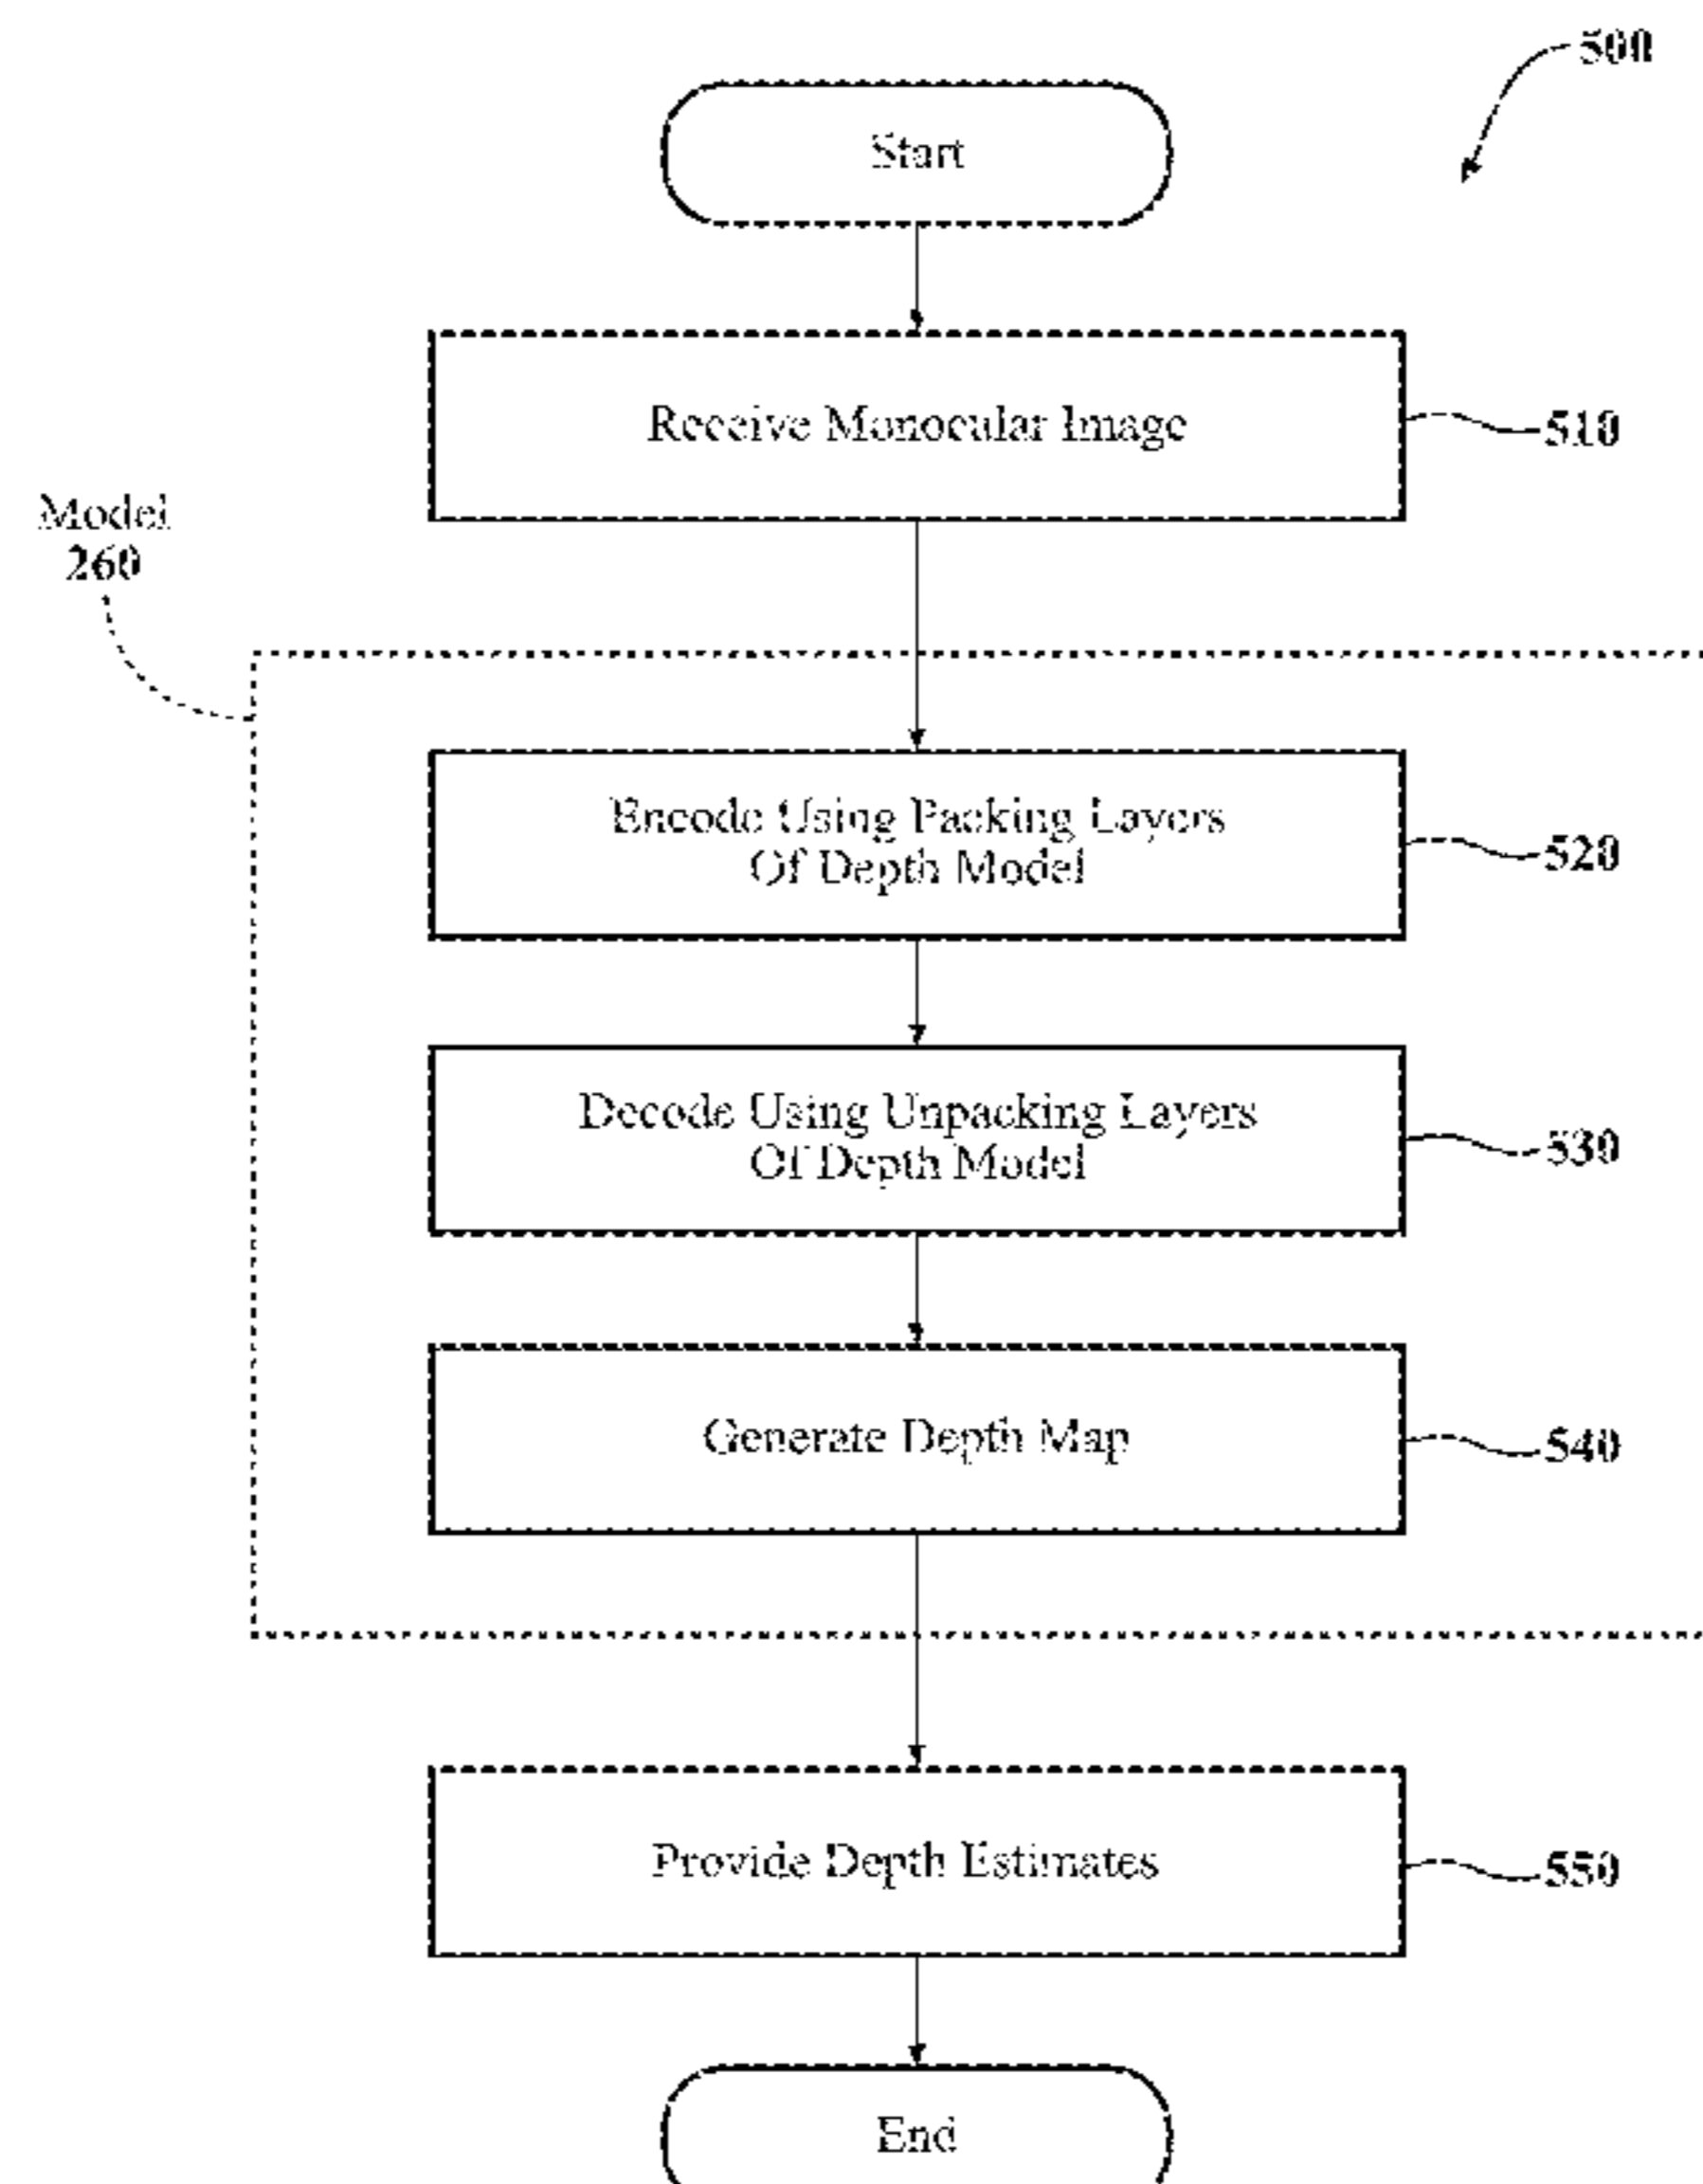 500
Start
Receive Monocular Image
510
Model
260
Encode Using Packing Layers
Of Depth Model
520
Decode Using Unpacking Layers
Of Depth Model
530
Generate Depth Map
540
Provide Depth Estimates
550
End